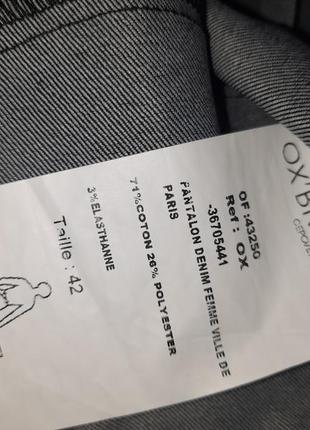 OF:43250
Ref : OX
-36705441
PANTALON DENIM FEMME VILLE DE
PARIS
71%COTON 26% POLYESTER
3%ELASTHANNE
Taille : 42